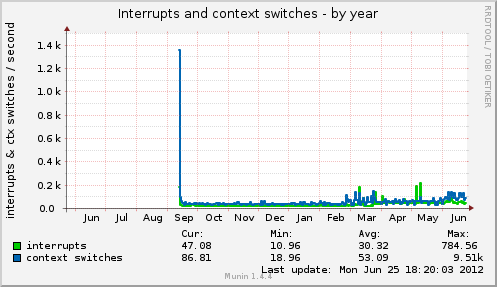 Interrupts and context switches - by year
RRDTOOL / TOBI OETIKER
interrupts & ctx switches / second
1.4 k
1.2 k
1.0 k
0.8 k
0.6 k
0.4 k
0.2 k
0.0
Jun Jul Aug Sep Oct Nov Dec Jan Feb Mar Apr May Jun
Cur: Min: Avg: Max:
interrupts 47.08 10.96 30.32 784.56
context switches 86.81 18.96 53.09 9.51k
Last update: Mon Jun 25 18:20:03 2012
Munin 1.4.4